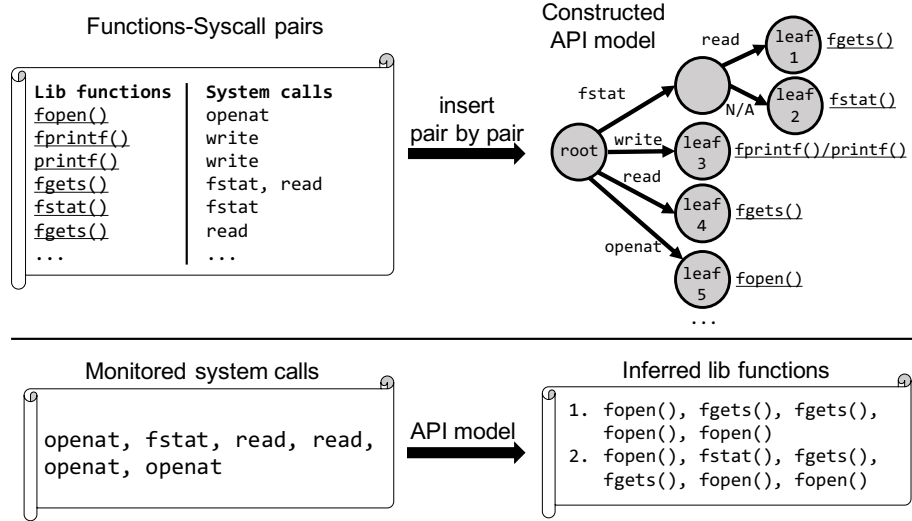 Functions-Syscall pairs
Lib functions System calls
fopen() openat
fprintf() write
printf() write
fgets() fstat, read
fstat() fstat
fgets() read
... ...
insert
pair by pair
Constructed
API model
root
fstat
write
read
openat
read
N/A
leaf
1
fgets()
leaf
2
fstat()
leaf
3
fprintf()/printf()
leaf
4
fgets()
leaf
5
fopen()
...
Monitored system calls
openat, fstat, read, read,
openat, openat
API model
Inferred lib functions
1. fopen(), fgets(), fgets(),
fopen(), fopen()
2. fopen(), fstat(), fgets(),
fgets(), fopen(), fopen()